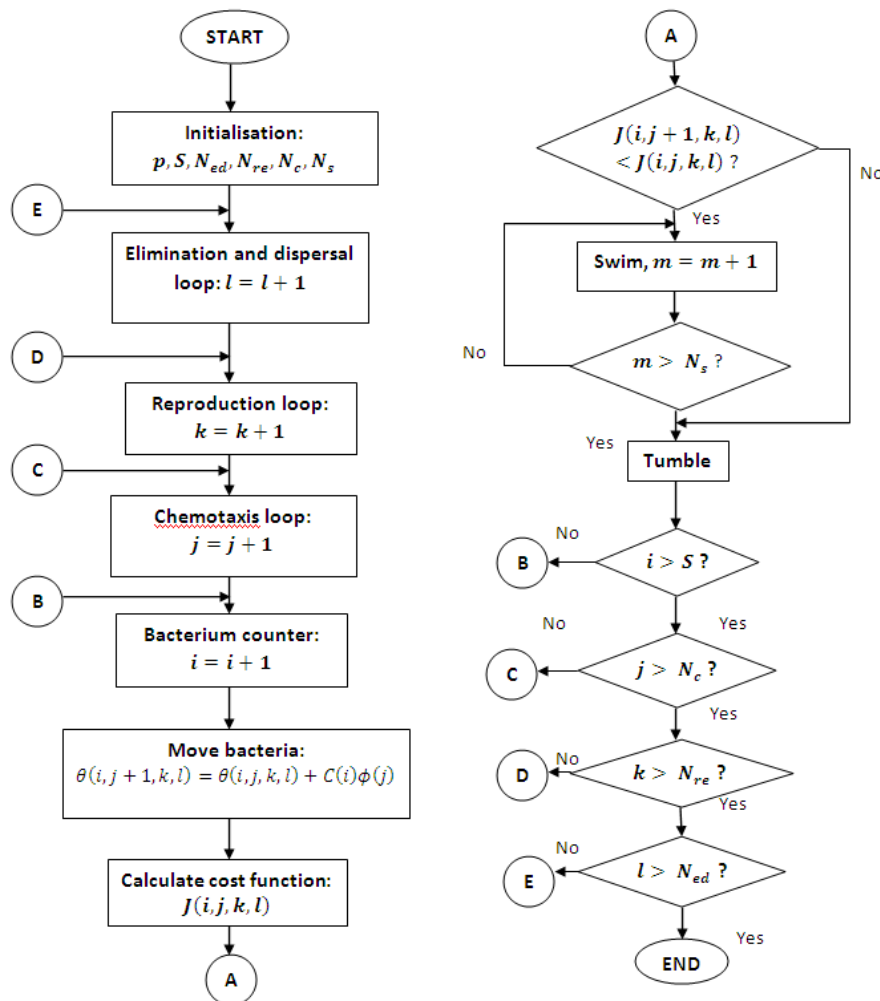 START
Initialisation:
p, S, N_ed, N_re, N_c, N_s
E
Elimination and dispersal
loop: l = l + 1
D
Reproduction loop:
k = k + 1
C
Chemotaxis loop:
j = j + 1
B
Bacterium counter:
i = i + 1
Move bacteria:
θ(i, j + 1, k, l) = θ(i, j, k, l) + C(i)ϕ(j)
Calculate cost function:
J(i, j, k, l)
A
A
J(i, j + 1, k, l)
< J(i, j, k, l) ?
No
Yes
Swim, m = m + 1
No
m > N_s ?
Yes
Tumble
No
B
i > S ?
No
Yes
C
j > N_c ?
Yes
No
D
k > N_re ?
Yes
No
E
l > N_ed ?
Yes
END